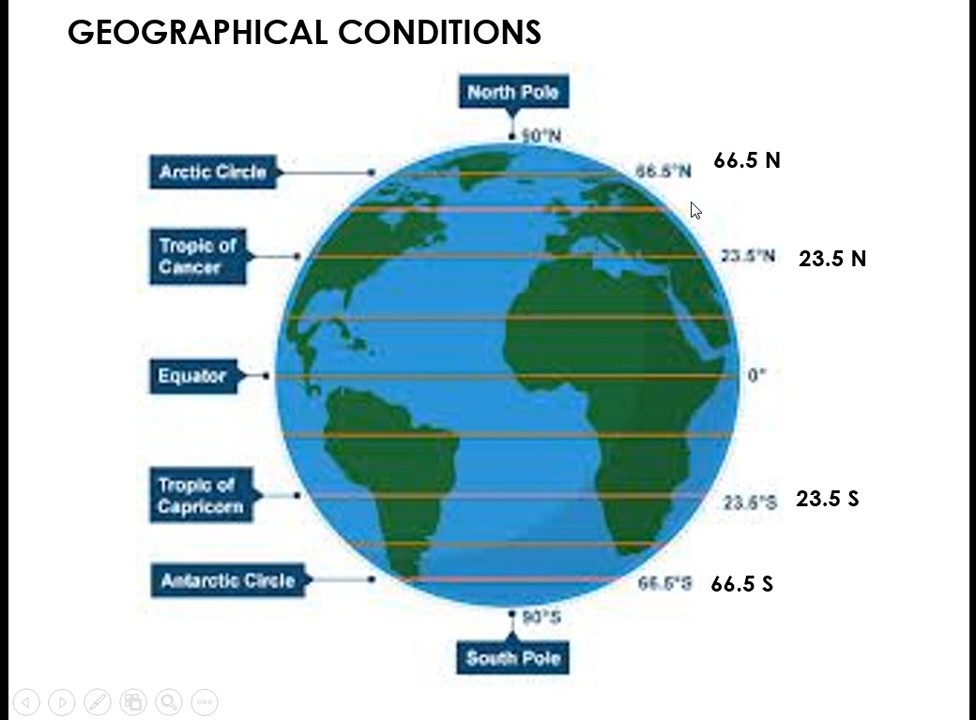 GEOGRAPHICAL CONDITIONS
North Pole
90°N
Arctic Circle
66.5°N
66.5 N
Tropic of
Cancer
23.5°N
23.5 N
Equator
0°
Tropic of
Capricorn
23.5°S
23.5 S
Antarctic Circle
66.5°S
66.5 S
90°S
South Pole